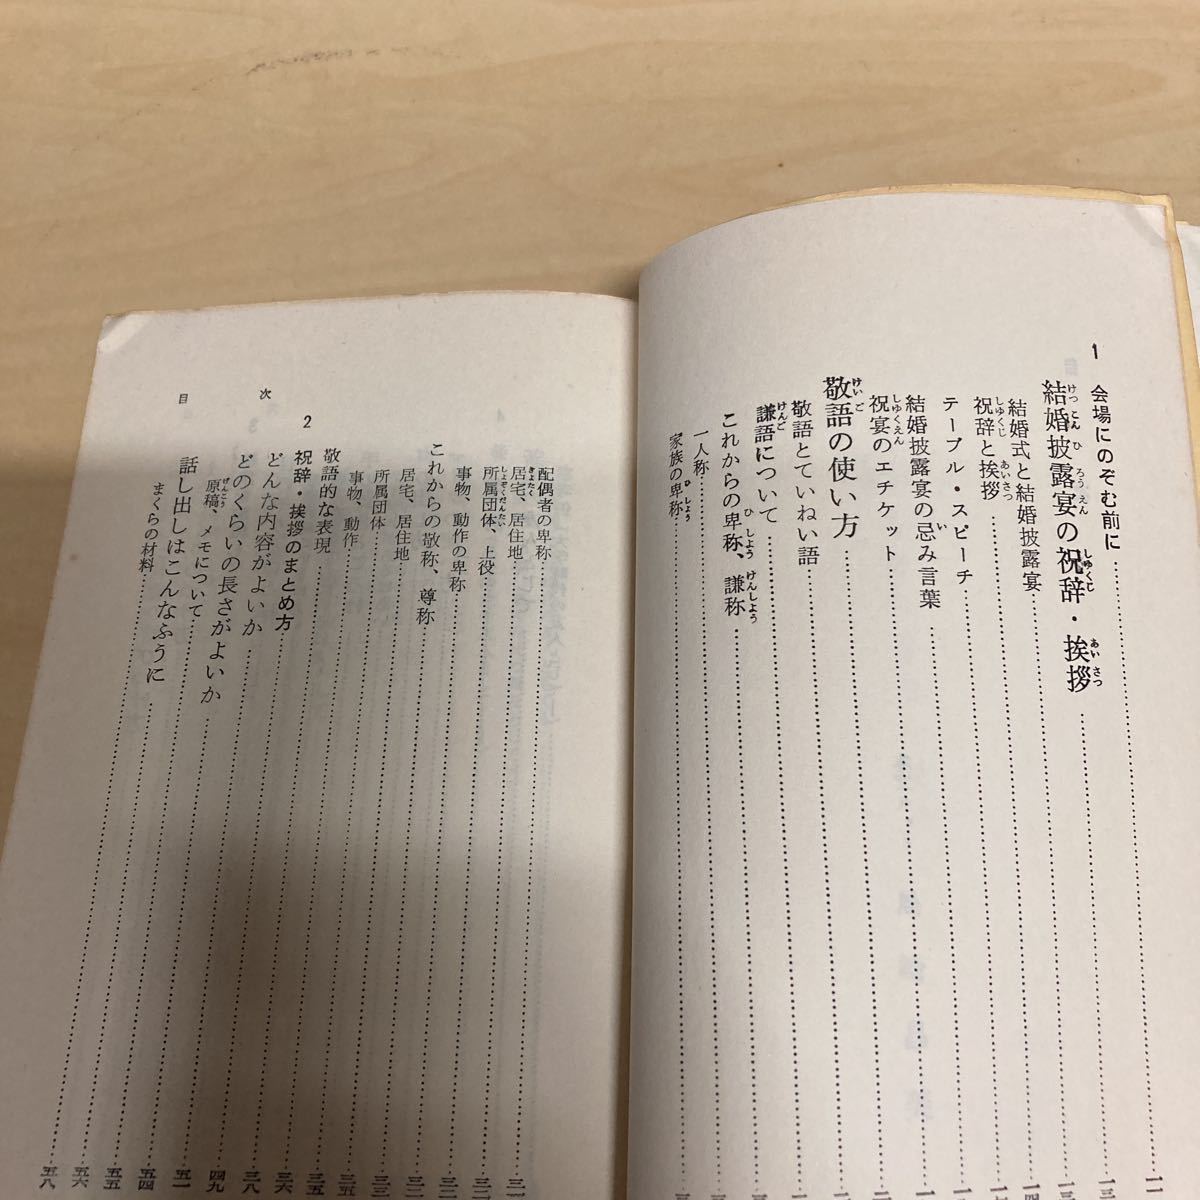 1 会場にのぞむ前に
結婚披露宴の祝辞・挨拶
結婚式と結婚披露宴
祝辞と挨拶
テーブル・スピーチ
結婚披露宴の忌み言葉
祝宴のエチケット
敬語の使い方
敬語とていねい語
謙語について
これからの卑称、謙称
一人称
家族の卑称
配偶者の卑称
居宅、居住地
所属団体、上役
事物、動作の卑称
これからの敬称、尊称
居宅、居住地
所属団体
事物、動作
敬語的な表現
2 祝辞・挨拶のまとめ方
どんな内容がよいか
どのくらいの長さがよいか
原稿、メモについて
話し出しはこんなふうに
まくらの材料
目次